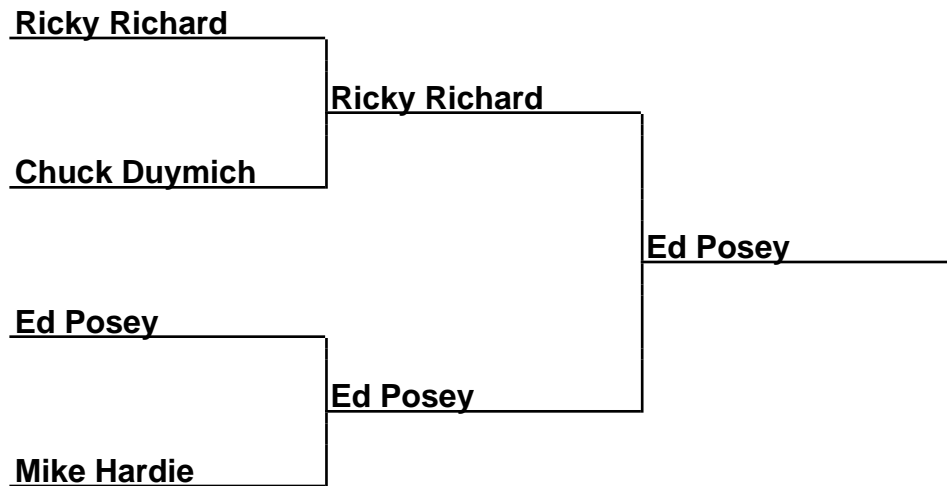 Ricky Richard
Ricky Richard
Chuck Duymich
Ed Posey
Ed Posey
Ed Posey
Mike Hardie